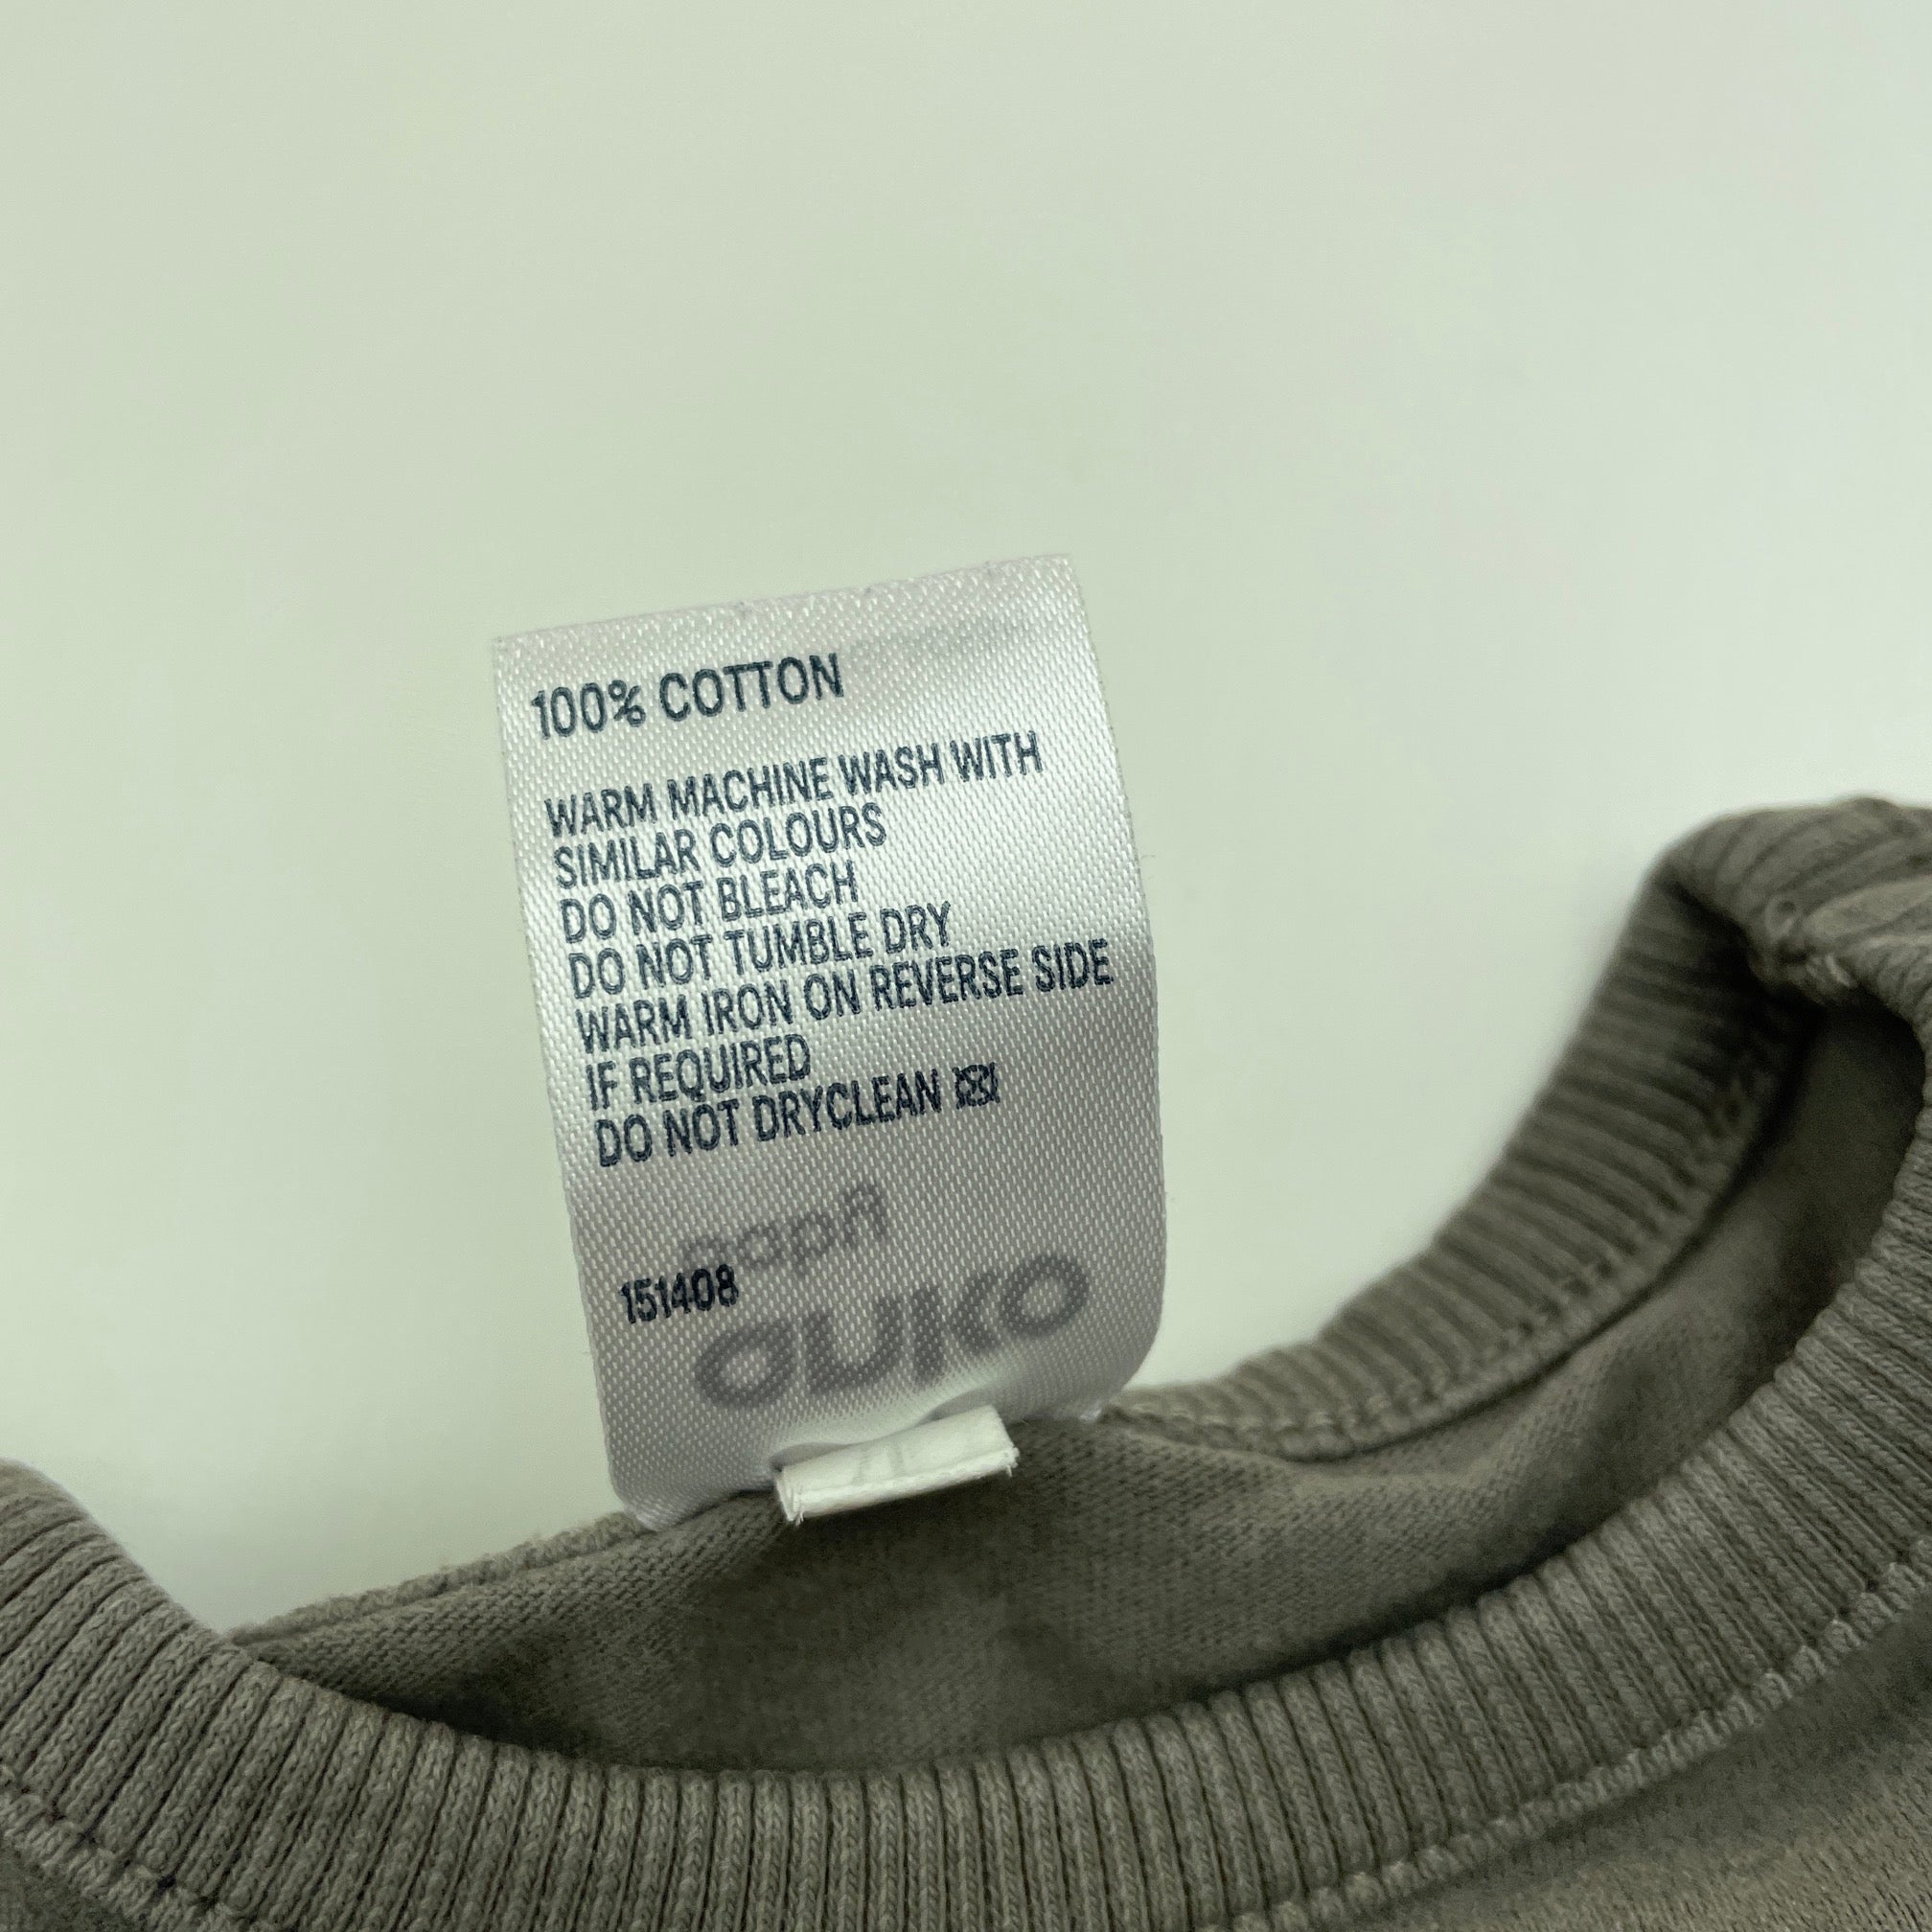 100% COTTON
WARM MACHINE WASH WITH
SIMILAR COLOURS
DO NOT BLEACH
DO NOT TUMBLE DRY
WARM IRON ON REVERSE SIDE
IF REQUIRED
DO NOT DRYCLEAN
151408